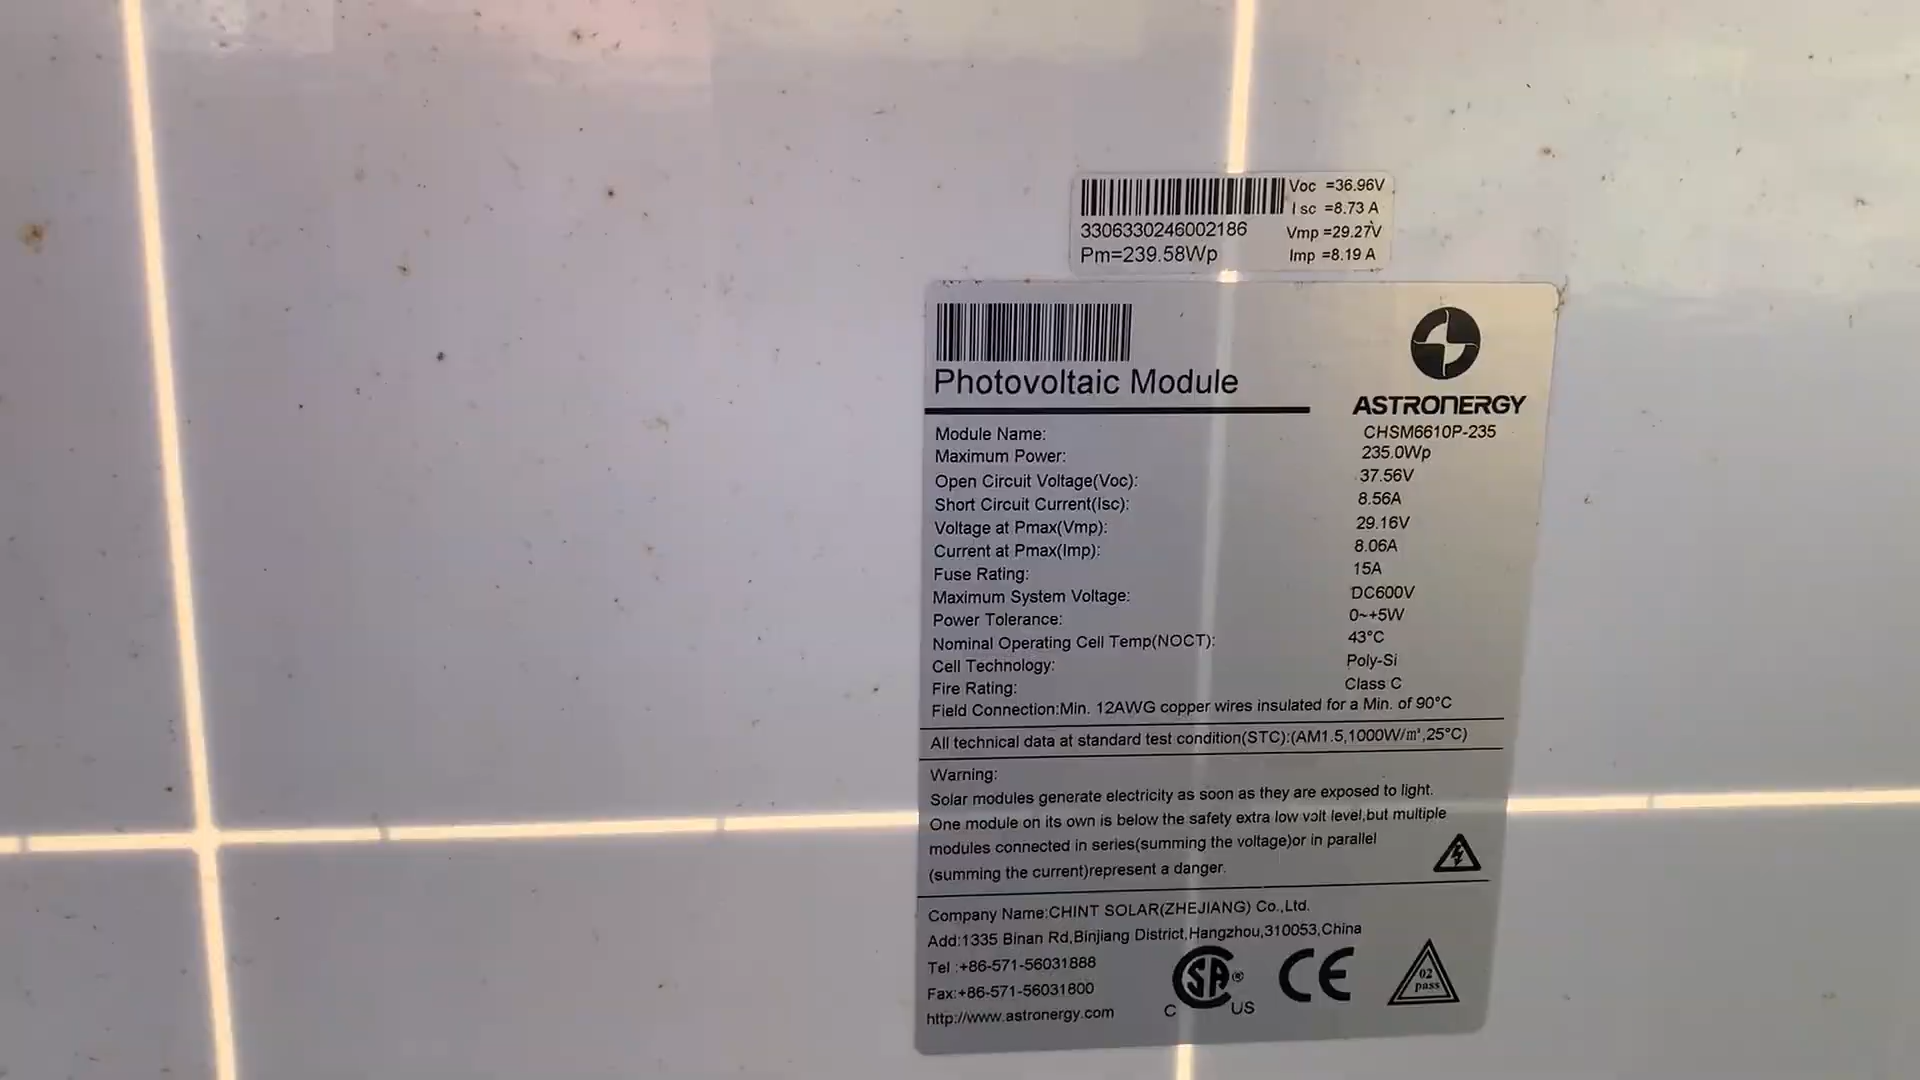 Voc =36.96V
Isc =8.73 A
3306330246002186 Vmp =29.27V
Pm=239.58Wp Imp =8.19 A
Photovoltaic Module
ASTRONERGY
Module Name: CHSM6610P-235
Maximum Power: 235.0Wp
Open Circuit Voltage(Voc): 37.56V
Short Circuit Current(Isc): 8.56A
Voltage at Pmax(Vmp): 29.16V
Current at Pmax(Imp): 8.06A
Fuse Rating: 15A
Maximum System Voltage: DC600V
Power Tolerance: 0~+5W
Nominal Operating Cell Temp(NOCT): 43°C
Cell Technology: Poly-Si
Fire Rating: Class C
Field Connection:Min. 12AWG copper wires insulated for a Min. of 90°C
All technical data at standard test condition(STC):(AM1.5,1000W/m²,25°C)
Warning:
Solar modules generate electricity as soon as they are exposed to light.
One module on its own is below the safety extra low volt level,but multiple
modules connected in series(summing the voltage)or in parallel
(summing the current)represent a danger.
Company Name:CHINT SOLAR(ZHEJIANG) Co.,Ltd.
Add:1335 Binan Rd,Binjiang District,Hangzhou,310053,China
Tel :+86-571-56031888
Fax:+86-571-56031800
http://www.astronergy.com
C SA ® US
CE
02
pass